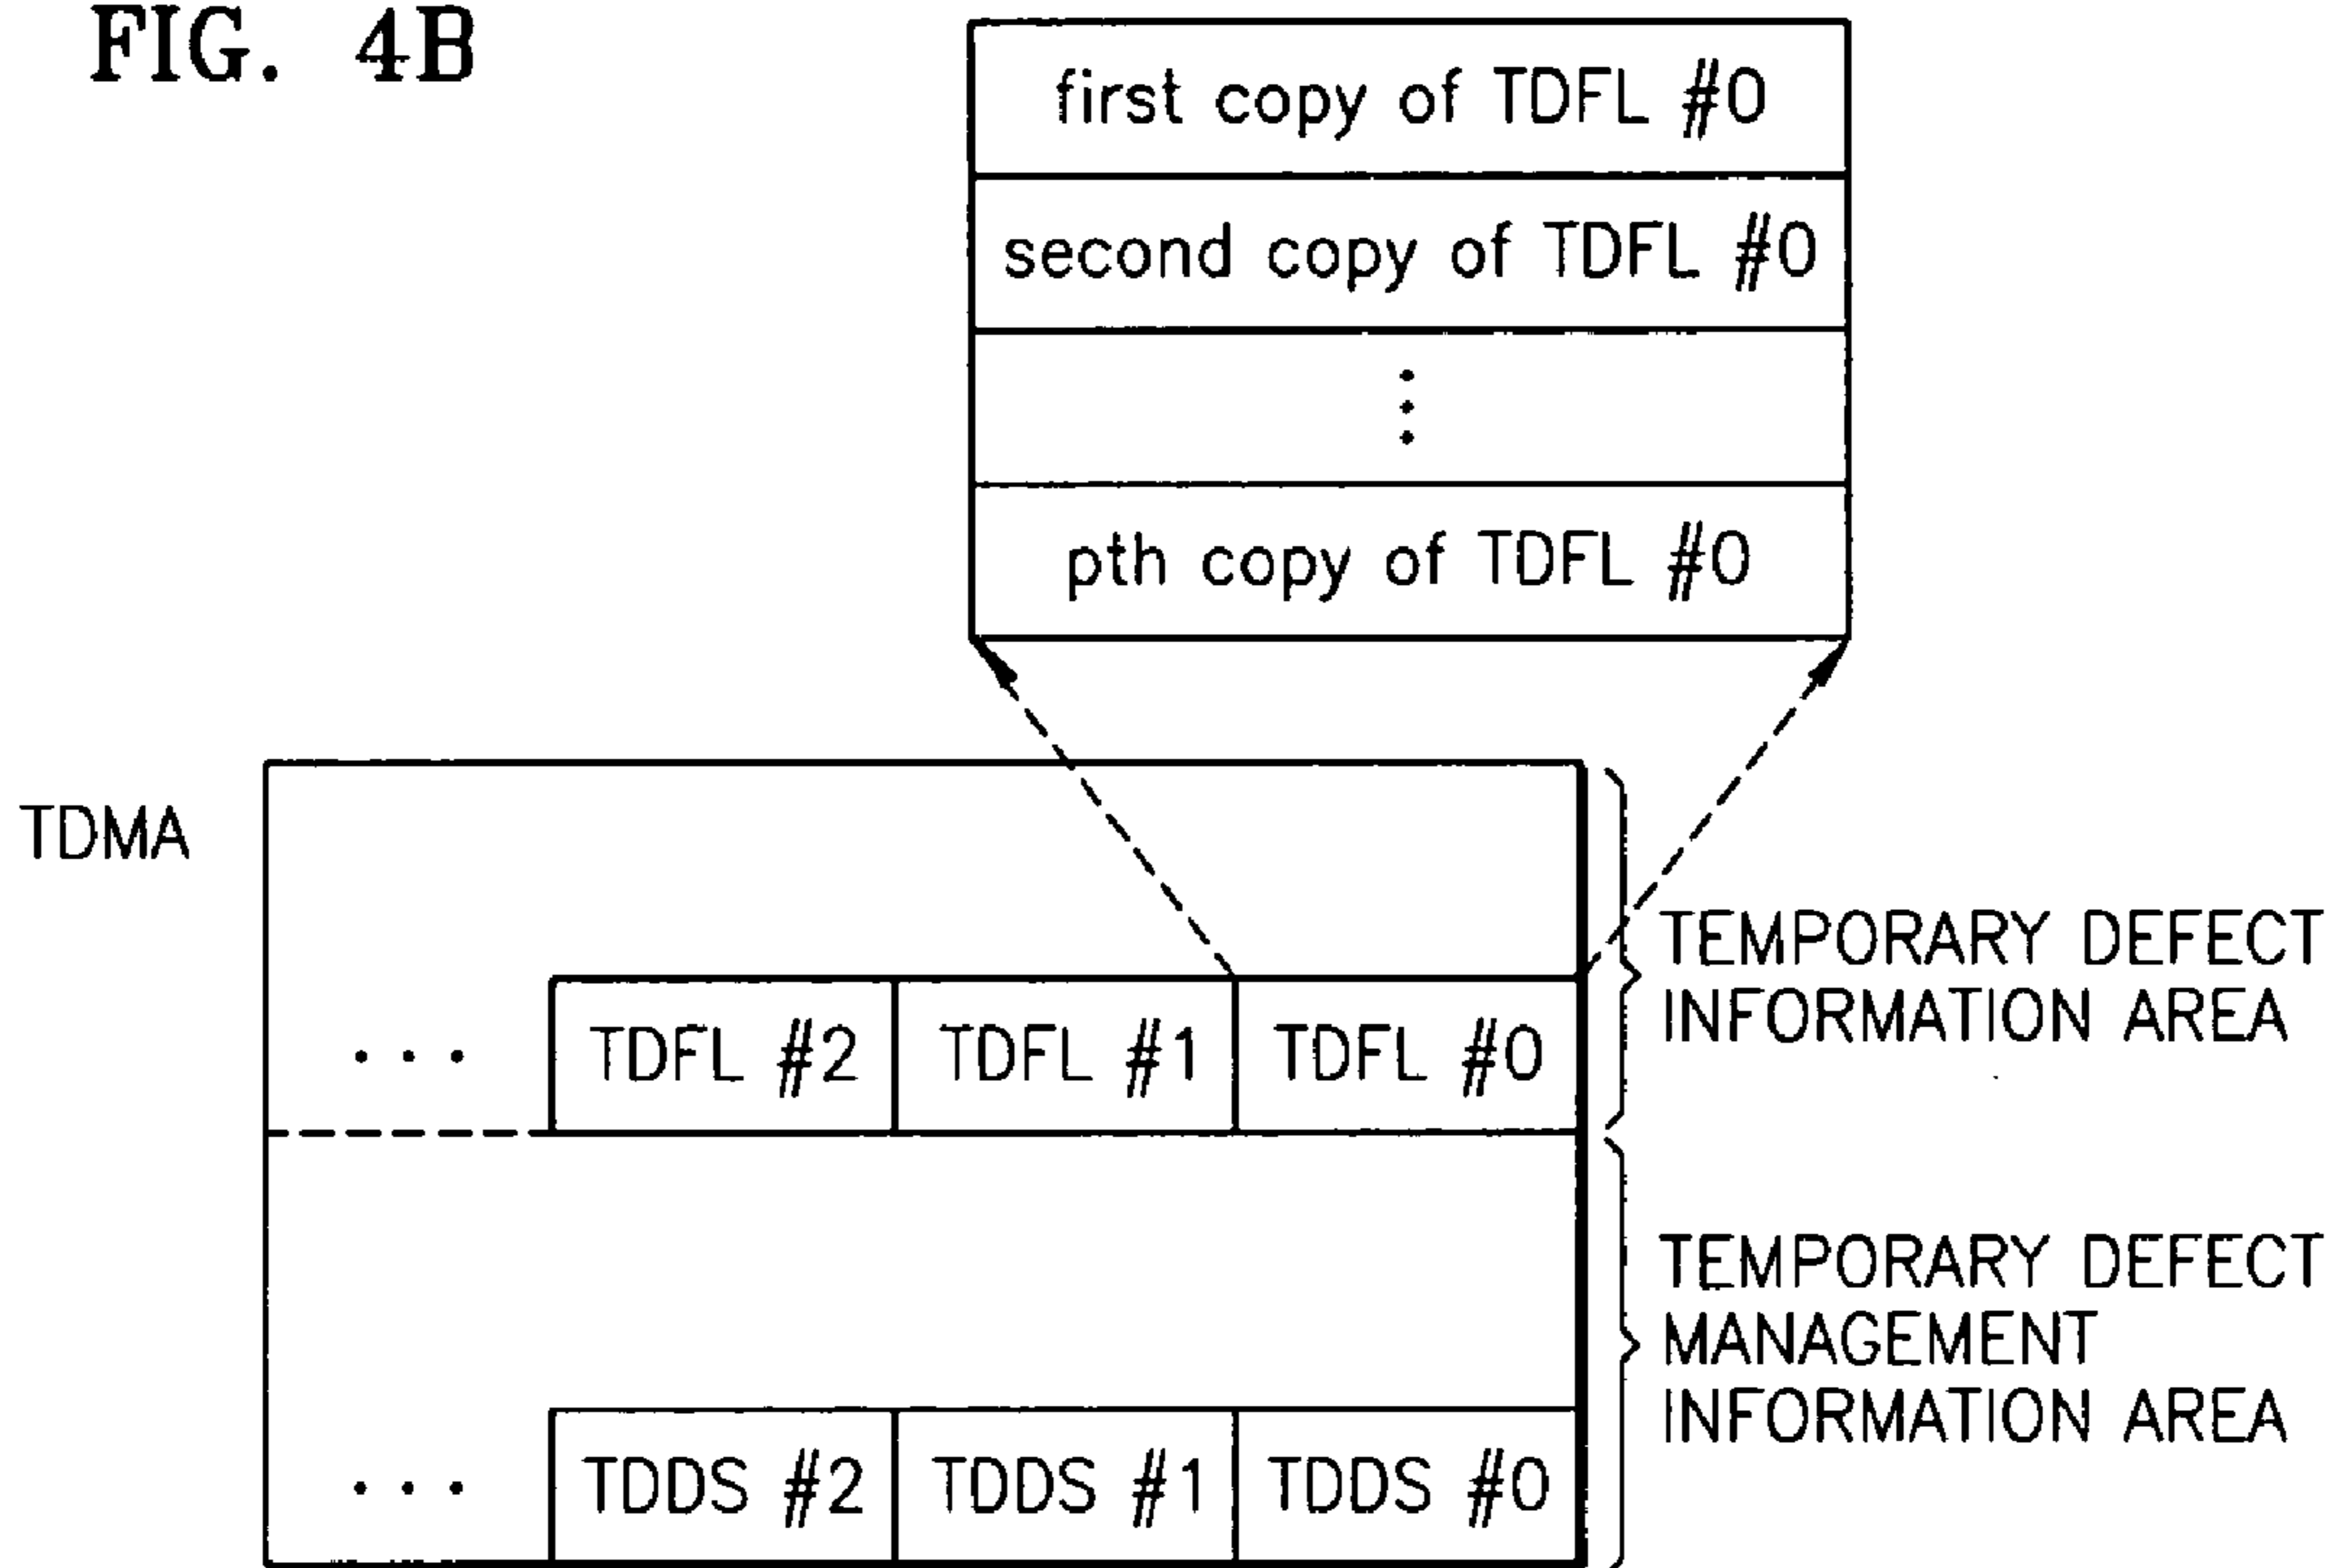 FIG. 4B
first copy of TDFL #0
second copy of TDFL #0
pth copy of TDFL #0
TDMA
TEMPORARY DEFECT
INFORMATION AREA
... TDFL #2 TDFL #1 TDFL #0
TEMPORARY DEFECT
MANAGEMENT
INFORMATION AREA
... TDDS #2 TDDS #1 TDDS #0